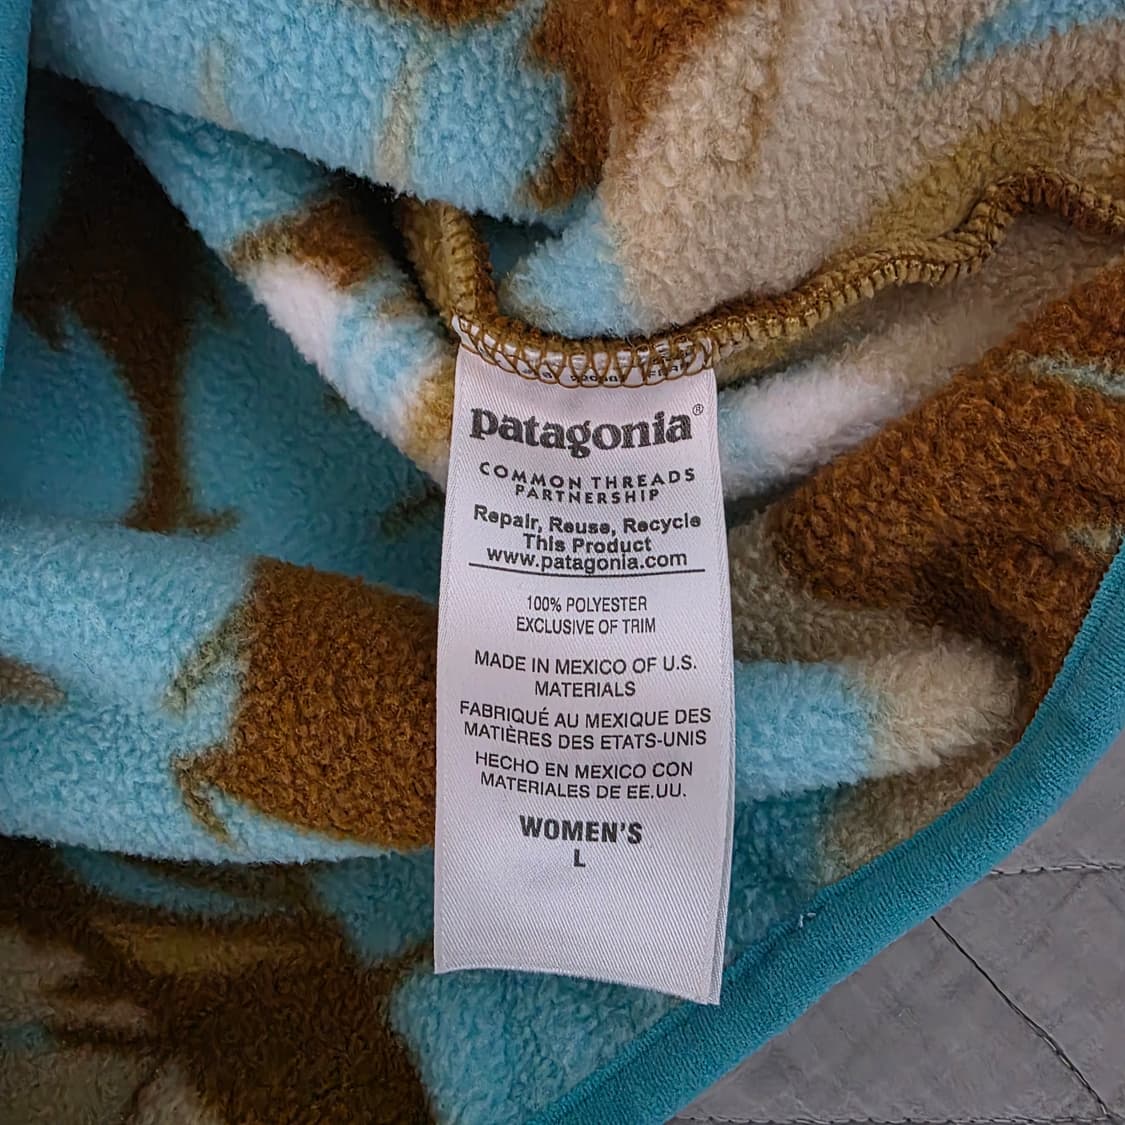 patagonia®
COMMON THREADS
PARTNERSHIP
Repair, Reuse, Recycle
This Product
www.patagonia.com
100% POLYESTER
EXCLUSIVE OF TRIM
MADE IN MEXICO OF U.S.
MATERIALS
FABRIQUÉ AU MEXIQUE DES
MATIÈRES DES ETATS-UNIS
HECHO EN MEXICO CON
MATERIALES DE EE.UU.
WOMEN'S
L